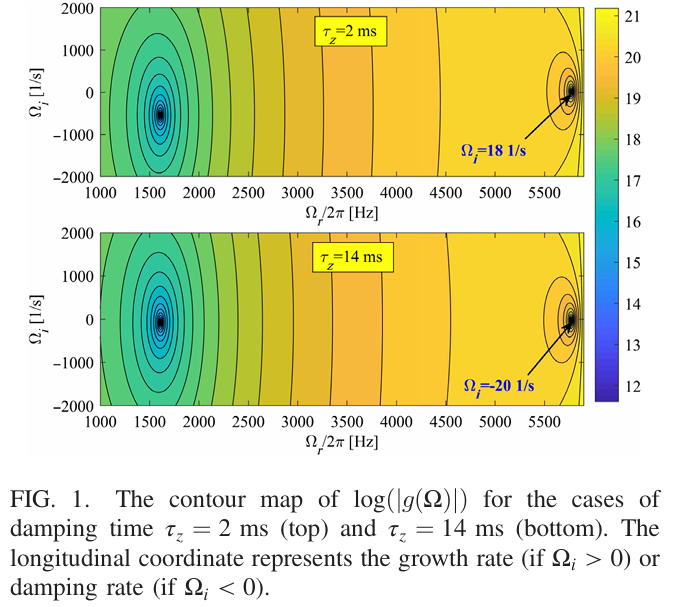 2000
1000
0
−1000
−2000
Ω_i [1/s]
τ_z=2 ms
Ω_i=18 1/s
1000 1500 2000 2500 3000 3500 4000 4500 5000 5500
Ω_r/2π [Hz]
2000
1000
0
−1000
−2000
Ω_i [1/s]
τ_z=14 ms
Ω_i=-20 1/s
1000 1500 2000 2500 3000 3500 4000 4500 5000 5500
Ω_r/2π [Hz]
21
20
19
18
17
16
15
14
13
12
FIG. 1. The contour map of log(|g(Ω)|) for the cases of
damping time τ_z = 2 ms (top) and τ_z = 14 ms (bottom). The
longitudinal coordinate represents the growth rate (if Ω_i > 0) or
damping rate (if Ω_i < 0).